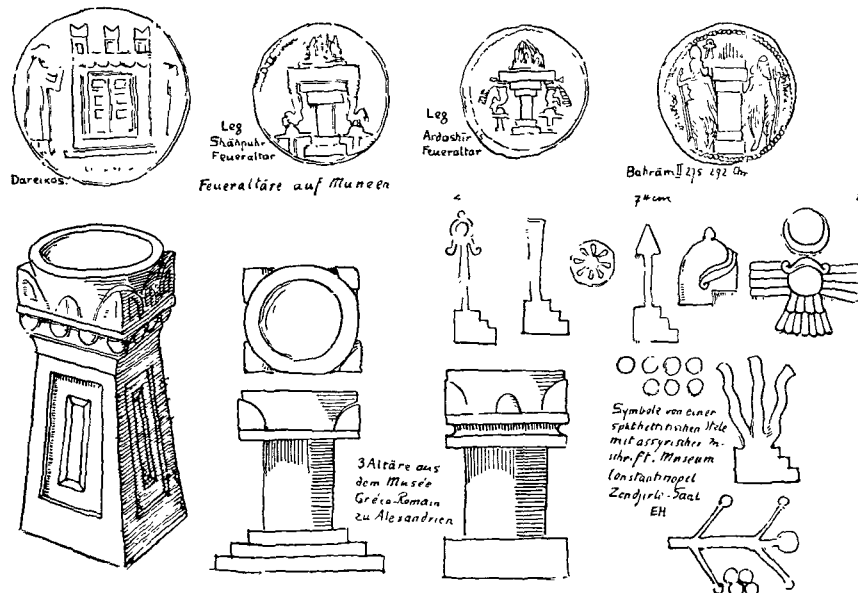 Dareikos.
Leg
Shāhpuhr
Feueraltar
Leg
Ardashīr
Feueraltar
Bahrām II 275 292 Chr
Feueraltäre auf Münzen
3 Altäre aus
dem Musée
Gréco-Romain
zu Alexandrien
Symbole von einer
späthethitischen Stele
mit assyrischer In-
schrift. Museum
Constantinopel
Zendjirli-Saal
EH